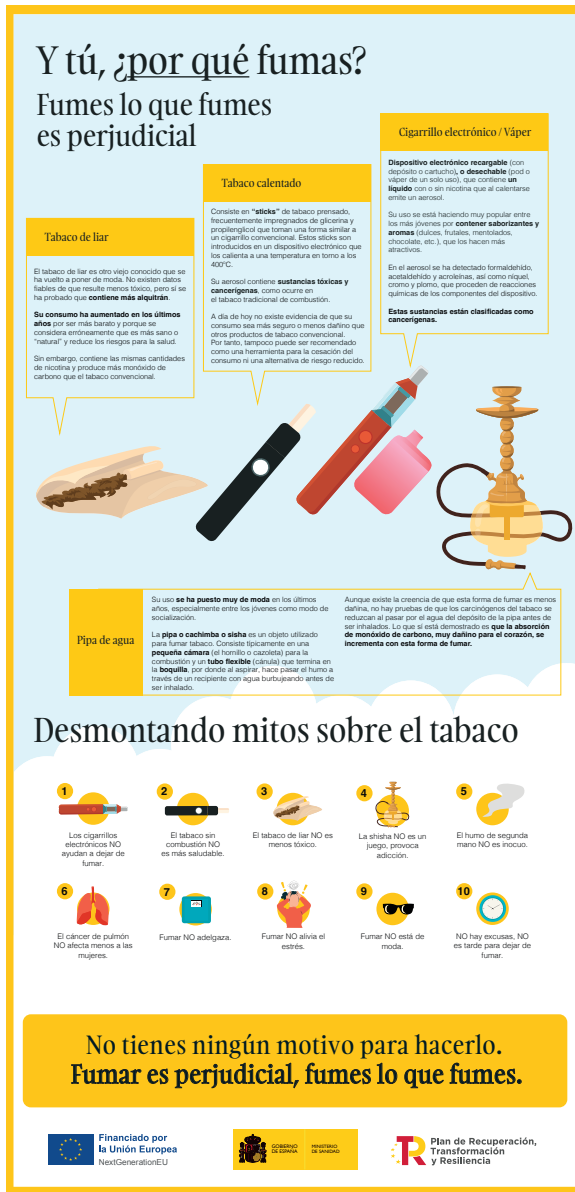 Y tú, ¿por qué fumas?
Fumes lo que fumes
es perjudicial
Tabaco de liar
El tabaco de liar es otro viejo conocido que se
ha vuelto a poner de moda. No existen datos
fiables de que resulte menos tóxico, pero sí se
ha probado que contiene más alquitrán.
Su consumo ha aumentado en los últimos
años por ser más barato y porque se
considera erróneamente que es más sano o
“natural” y reduce los riesgos para la salud.
Sin embargo, contiene las mismas cantidades
de nicotina y produce más monóxido de
carbono que el tabaco convencional.
Tabaco calentado
Consiste en “sticks” de tabaco prensado,
frecuentemente impregnados de glicerina y
propilenglicol que toman una forma similar a
un cigarrillo convencional. Estos sticks son
introducidos en un dispositivo electrónico que
los calienta a una temperatura en torno a los
400ºC.
Su aerosol contiene sustancias tóxicas y
cancerígenas, como ocurre en
el tabaco tradicional de combustión.
A día de hoy no existe evidencia de que su
consumo sea más seguro o menos dañino que
otros productos de tabaco convencional.
Por tanto, tampoco puede ser recomendado
como una herramienta para la cesación del
consumo ni una alternativa de riesgo reducido.
Cigarrillo electrónico / Váper
Dispositivo electrónico recargable (con
depósito o cartucho), o desechable (pod o
váper de un solo uso), que contiene un
líquido con o sin nicotina que al calentarse
emite un aerosol.
Su uso se está haciendo muy popular entre
los más jóvenes por contener saborizantes y
aromas (dulces, frutales, mentolados,
chocolate, etc.), que los hacen más
atractivos.
En el aerosol se ha detectado formaldehído,
acetaldehído y acroleínas, así como níquel,
cromo y plomo, que proceden de reacciones
químicas de los componentes del dispositivo.
Estas sustancias están clasificadas como
cancerígenas.
Pipa de agua
Su uso se ha puesto muy de moda en los últimos
años, especialmente entre los jóvenes como modo de
socialización.
La pipa o cachimba o sisha es un objeto utilizado
para fumar tabaco. Consiste típicamente en una
pequeña cámara (el hornillo o cazoleta) para la
combustión y un tubo flexible (cánula) que termina en
la boquilla, por donde al aspirar, hace pasar el humo a
través de un recipiente con agua burbujeando antes de
ser inhalado.
Aunque existe la creencia de que esta forma de fumar es menos
dañina, no hay pruebas de que los carcinógenos del tabaco se
reduzcan al pasar por el agua del depósito de la pipa antes de
ser inhalados. Lo que sí está demostrado es que la absorción
de monóxido de carbono, muy dañino para el corazón, se
incrementa con esta forma de fumar.
Desmontando mitos sobre el tabaco
1
Los cigarrillos
electrónicos NO
ayudan a dejar de
fumar.
2
El tabaco sin
combustión NO
es más saludable.
3
El tabaco de liar NO es
menos tóxico.
4
La shisha NO es un
juego, provoca
adicción.
5
El humo de segunda
mano NO es inocuo.
6
El cáncer de pulmón
NO afecta menos a las
mujeres.
7
Fumar NO adelgaza.
8
Fumar NO alivia el
estrés.
9
Fumar NO está de
moda.
10
NO hay excusas, NO
es tarde para dejar de
fumar.
No tienes ningún motivo para hacerlo.
Fumar es perjudicial, fumes lo que fumes.
Financiado por
la Unión Europea
NextGenerationEU
GOBIERNO
DE ESPAÑA
MINISTERIO
DE SANIDAD
Plan de Recuperación,
Transformación
y Resiliencia